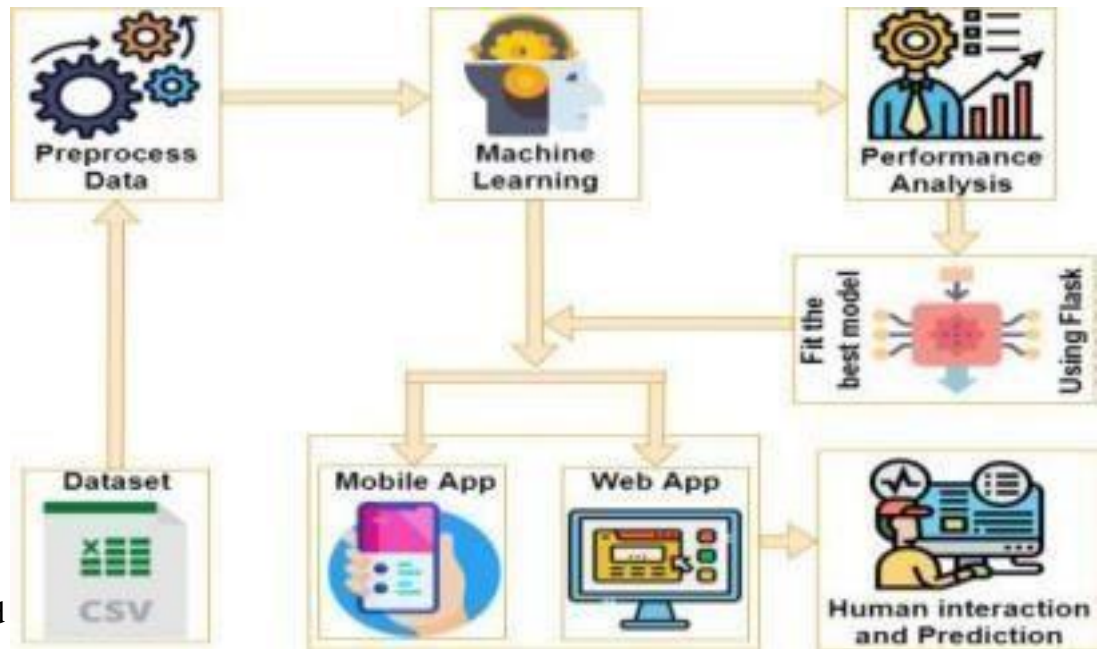 Preprocess
Data
Machine
Learning
Performance
Analysis
Fit the
best model
Using Flask
Dataset
CSV
Mobile App
Web App
Human interaction
and Prediction